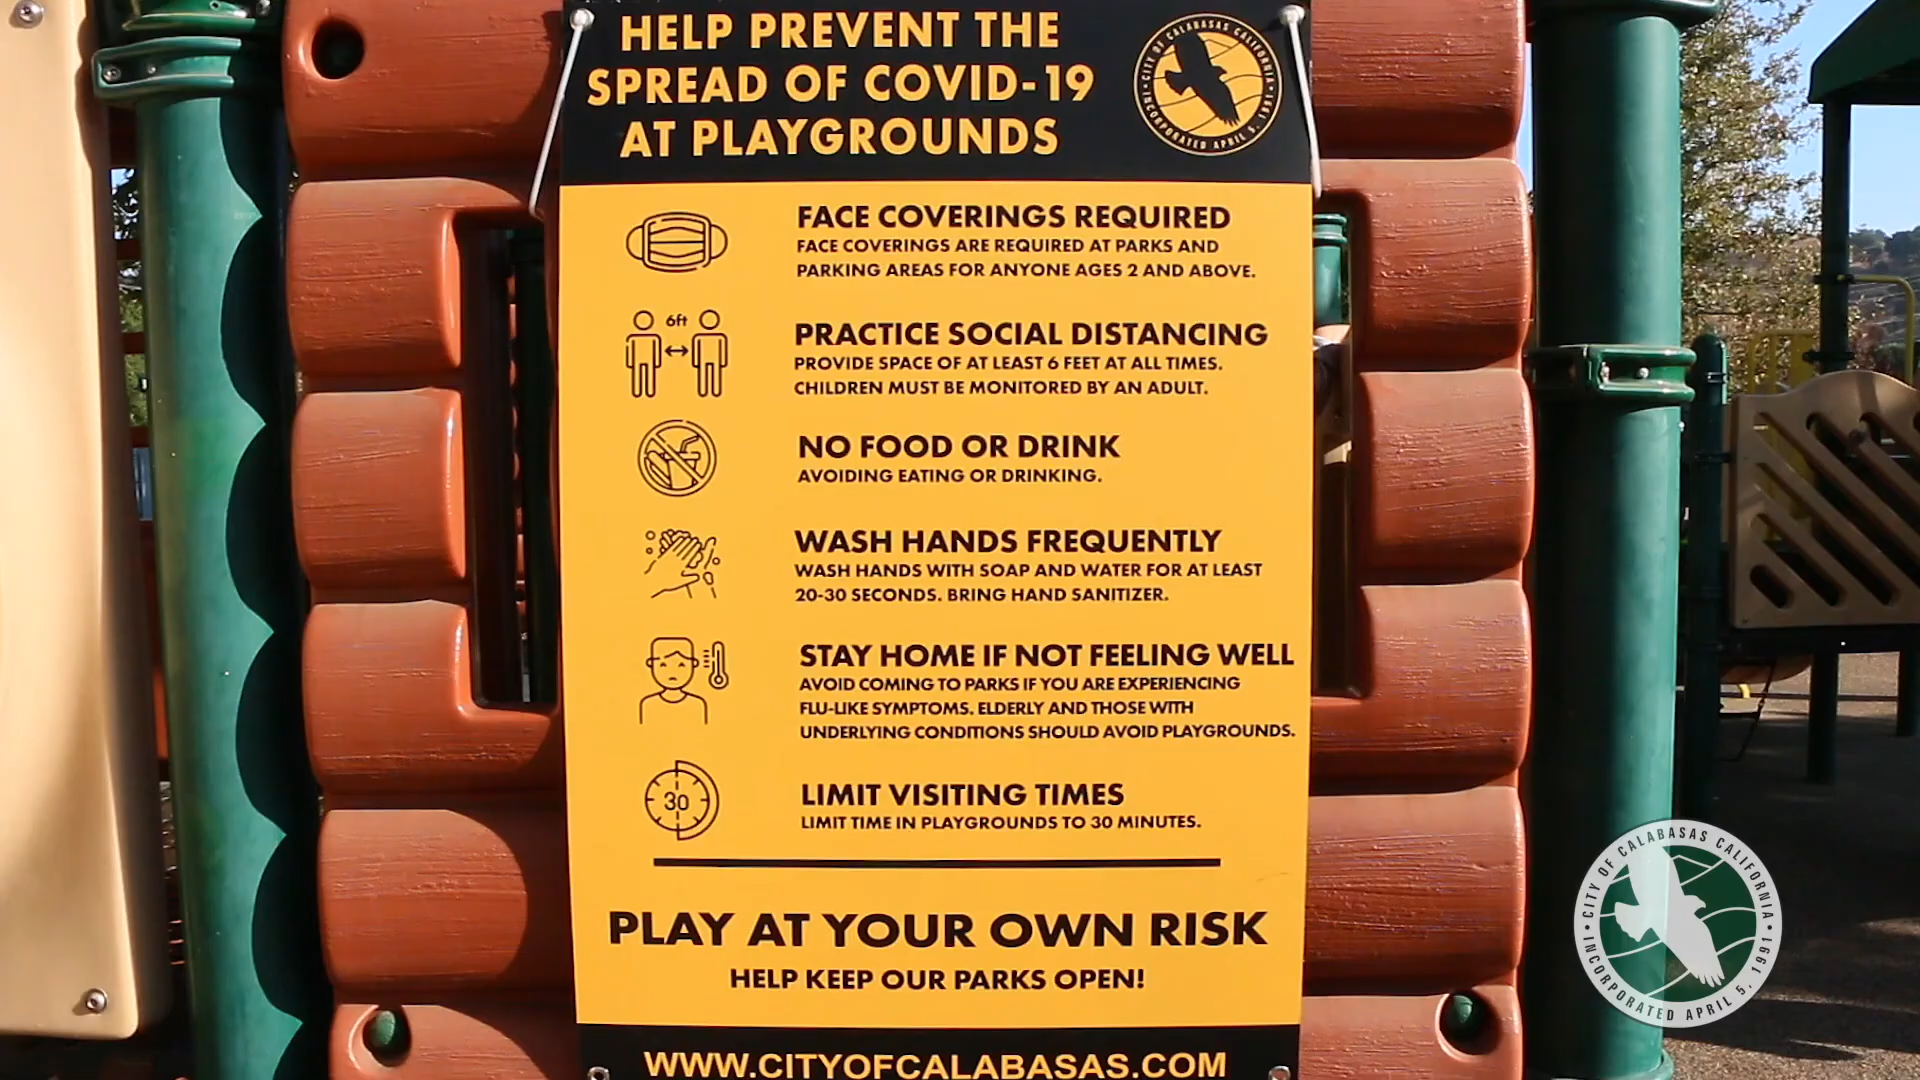 HELP PREVENT THE
SPREAD OF COVID-19
AT PLAYGROUNDS
CITY OF CALABASAS CALIFORNIA
INCORPORATED APRIL 5, 1991
FACE COVERINGS REQUIRED
FACE COVERINGS ARE REQUIRED AT PARKS AND
PARKING AREAS FOR ANYONE AGES 2 AND ABOVE.
6ft
PRACTICE SOCIAL DISTANCING
PROVIDE SPACE OF AT LEAST 6 FEET AT ALL TIMES.
CHILDREN MUST BE MONITORED BY AN ADULT.
NO FOOD OR DRINK
AVOIDING EATING OR DRINKING.
WASH HANDS FREQUENTLY
WASH HANDS WITH SOAP AND WATER FOR AT LEAST
20-30 SECONDS. BRING HAND SANITIZER.
STAY HOME IF NOT FEELING WELL
AVOID COMING TO PARKS IF YOU ARE EXPERIENCING
FLU-LIKE SYMPTOMS. ELDERLY AND THOSE WITH
UNDERLYING CONDITIONS SHOULD AVOID PLAYGROUNDS.
30
LIMIT VISITING TIMES
LIMIT TIME IN PLAYGROUNDS TO 30 MINUTES.
PLAY AT YOUR OWN RISK
HELP KEEP OUR PARKS OPEN!
WWW.CITYOFCALABASAS.COM
CITY OF CALABASAS CALIFORNIA
INCORPORATED APRIL 5, 1991